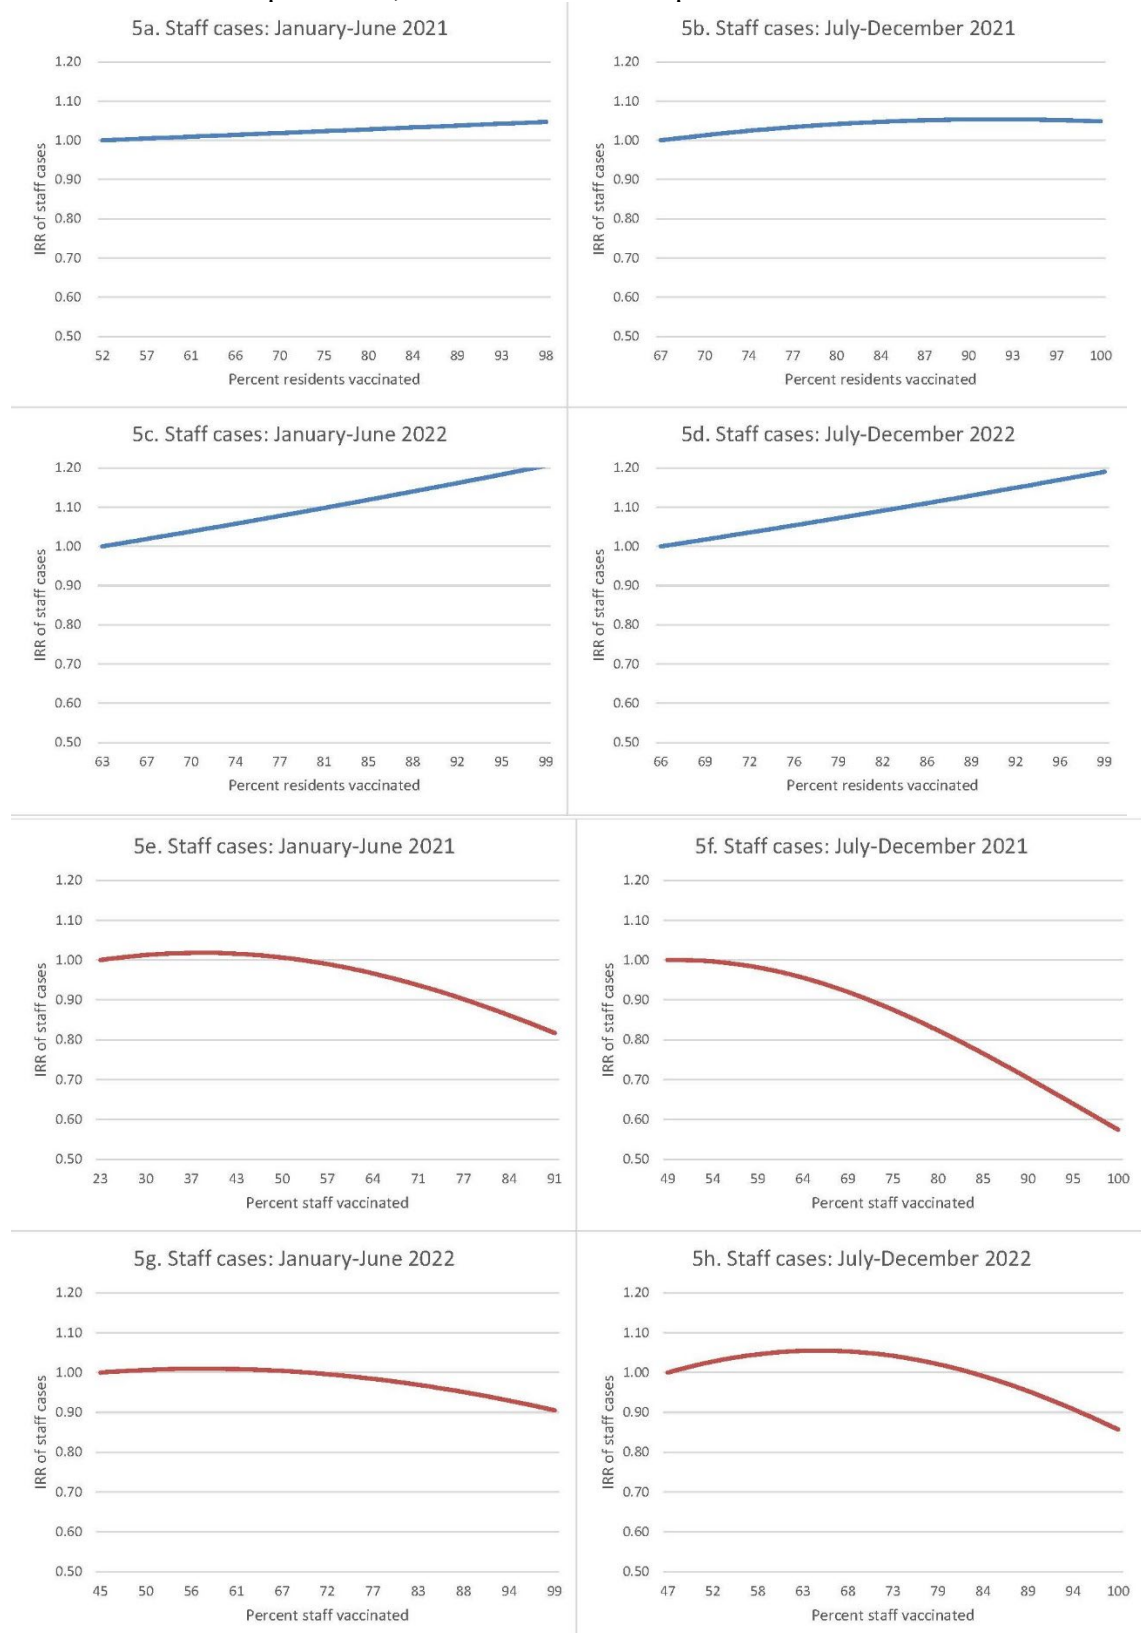 5a. Staff cases: January-June 2021
1.20
1.10
1.00
0.90
0.80
0.70
0.60
0.50
IRR of staff cases
52 57 61 66 70 75 80 84 89 93 98
Percent residents vaccinated
5b. Staff cases: July-December 2021
1.20
1.10
1.00
0.90
0.80
0.70
0.60
0.50
IRR of staff cases
67 70 74 77 80 84 87 90 93 97 100
Percent residents vaccinated
5c. Staff cases: January-June 2022
1.20
1.10
1.00
0.90
0.80
0.70
0.60
0.50
IRR of staff cases
63 67 70 74 77 81 85 88 92 95 99
Percent residents vaccinated
5d. Staff cases: July-December 2022
1.20
1.10
1.00
0.90
0.80
0.70
0.60
0.50
IRR of staff cases
66 69 72 76 79 82 86 89 92 96 99
Percent residents vaccinated
5e. Staff cases: January-June 2021
1.20
1.10
1.00
0.90
0.80
0.70
0.60
0.50
IRR of staff cases
23 30 37 43 50 57 64 71 77 84 91
Percent staff vaccinated
5f. Staff cases: July-December 2021
1.20
1.10
1.00
0.90
0.80
0.70
0.60
0.50
IRR of staff cases
49 54 59 64 69 75 80 85 90 95 100
Percent staff vaccinated
5g. Staff cases: January-June 2022
1.20
1.10
1.00
0.90
0.80
0.70
0.60
0.50
IRR of staff cases
45 50 56 61 67 72 77 83 88 94 99
Percent staff vaccinated
5h. Staff cases: July-December 2022
1.20
1.10
1.00
0.90
0.80
0.70
0.60
0.50
IRR of staff cases
47 52 58 63 68 73 79 84 89 94 100
Percent staff vaccinated